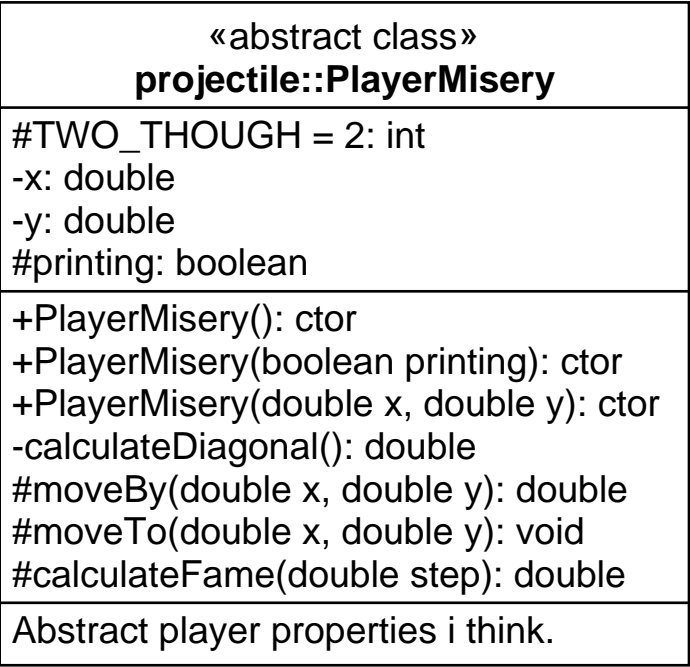 «abstract class»
projectile::PlayerMisery
#TWO_THOUGH = 2: int
-x: double
-y: double
#printing: boolean
+PlayerMisery(): ctor
+PlayerMisery(boolean printing): ctor
+PlayerMisery(double x, double y): ctor
-calculateDiagonal(): double
#moveBy(double x, double y): double
#moveTo(double x, double y): void
#calculateFame(double step): double
Abstract player properties i think.